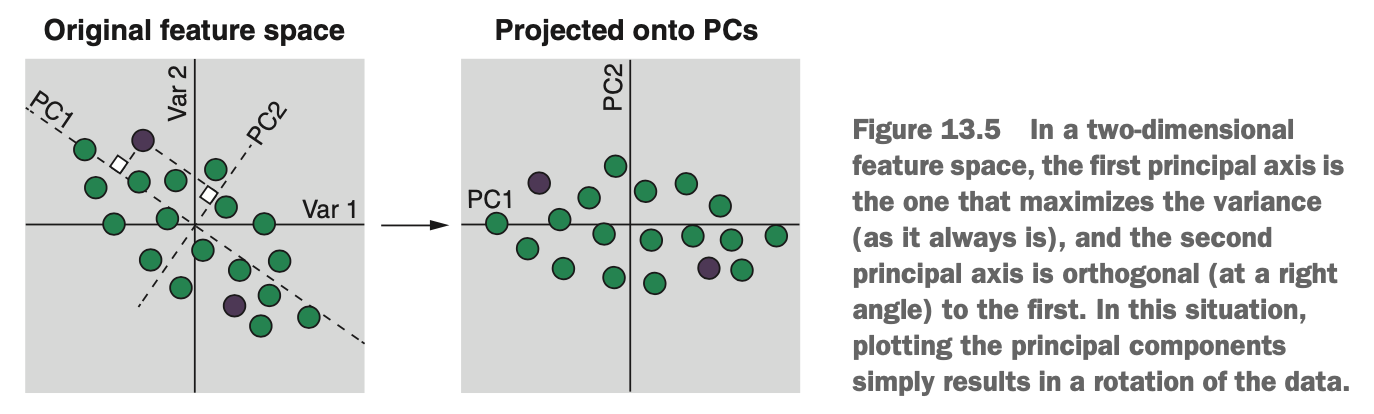 Original feature space
PC1
Var 2
PC2
Var 1
Projected onto PCs
PC2
PC1
Figure 13.5 In a two-dimensional
feature space, the first principal axis is
the one that maximizes the variance
(as it always is), and the second
principal axis is orthogonal (at a right
angle) to the first. In this situation,
plotting the principal components
simply results in a rotation of the data.